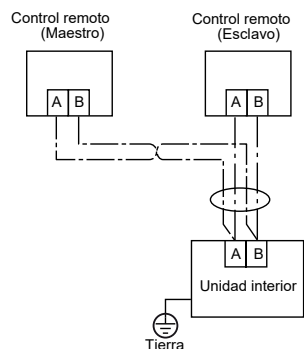 Control remoto
(Maestro)
Control remoto
(Esclavo)
A B
A B
A B
Unidad interior
Tierra